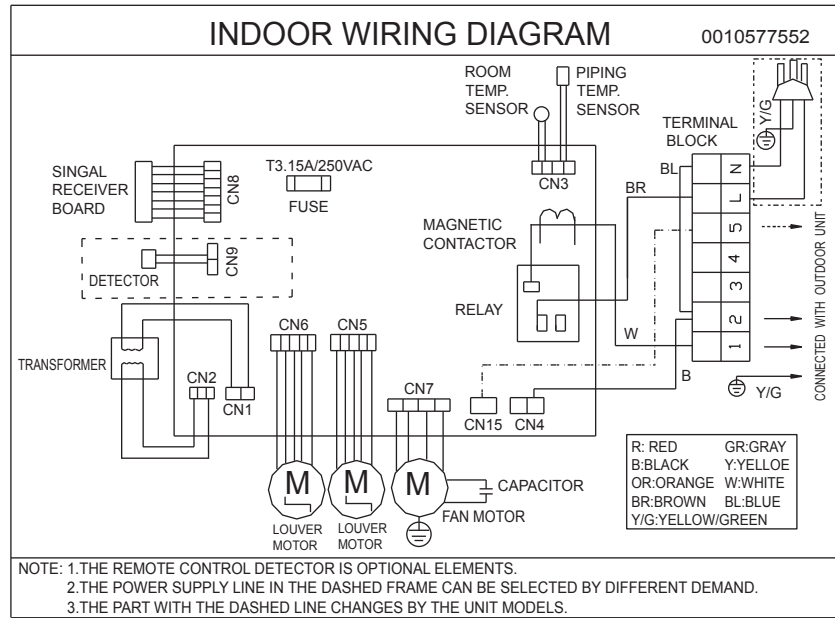 INDOOR WIRING DIAGRAM
0010577552
ROOM
TEMP.
SENSOR
PIPING
TEMP.
SENSOR
Y/G
TERMINAL
BLOCK
SINGAL
RECEIVER
BOARD
CN8
T3.15A/250VAC
FUSE
CN3
BL
BR
N
L
5
4
3
2
1
MAGNETIC
CONTACTOR
RELAY
DETECTOR
CN9
W
B
CONNECTED WITH OUTDOOR UNIT
Y/G
TRANSFORMER
CN6
CN5
CN2
CN1
CN7
CN15
CN4
M
M
M
CAPACITOR
FAN MOTOR
LOUVER
MOTOR
LOUVER
MOTOR
R: RED GR:GRAY
B:BLACK Y:YELLOE
OR:ORANGE W:WHITE
BR:BROWN BL:BLUE
Y/G:YELLOW/GREEN
NOTE: 1.THE REMOTE CONTROL DETECTOR IS OPTIONAL ELEMENTS.
2.THE POWER SUPPLY LINE IN THE DASHED FRAME CAN BE SELECTED BY DIFFERENT DEMAND.
3.THE PART WITH THE DASHED LINE CHANGES BY THE UNIT MODELS.